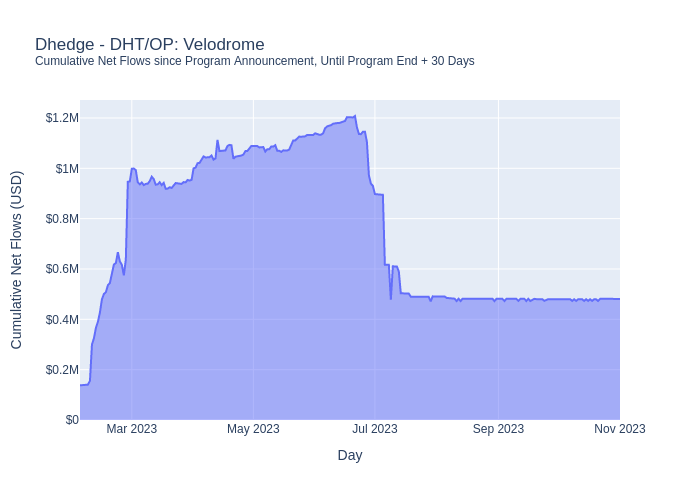 Dhedge - DHT/OP: Velodrome
Cumulative Net Flows since Program Announcement, Until Program End + 30 Days
Cumulative Net Flows (USD)
$1.2M
$1M
$0.8M
$0.6M
$0.4M
$0.2M
$0
Mar 2023 May 2023 Jul 2023 Sep 2023 Nov 2023
Day